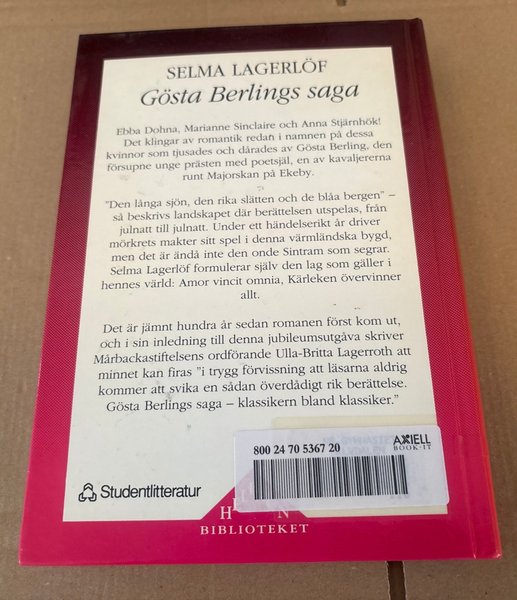 SELMA LAGERLÖF
Gösta Berlings saga
Ebba Dohna, Marianne Sinclaire och Anna Stjärnhök!
Det klingar av romantik redan i namnen på dessa
kvinnor som tjusades och dårades av Gösta Berling, den
försupne unge prästen med poetsjäl, en av kavaljererna
runt Majorskan på Ekeby.
"Den långa sjön, den rika slätten och de blåa bergen" –
så beskrivs landskapet där berättelsen utspelas, från
julnatt till julnatt. Under ett händelserikt år driver
mörkrets makter sitt spel i denna värmländska bygd,
men det är ändå inte den onde Sintram som segrar.
Selma Lagerlöf formulerar själv den lag som gäller i
hennes värld: Amor vincit omnia, Kärleken övervinner
allt.
Det är jämnt hundra år sedan romanen först kom ut,
och i sin inledning till denna jubileumsutgåva skriver
Mårbackastiftelsens ordförande Ulla-Britta Lagerroth att
minnet kan firas "i trygg förvissning att läsarna aldrig
kommer att svika en sådan överdådigt rik berättelse.
Gösta Berlings saga – klassikern bland klassiker."
800 24 70 5367 20
AXIELL
BOOK-IT
Studentlitteratur
H N
BIBLIOTEKET